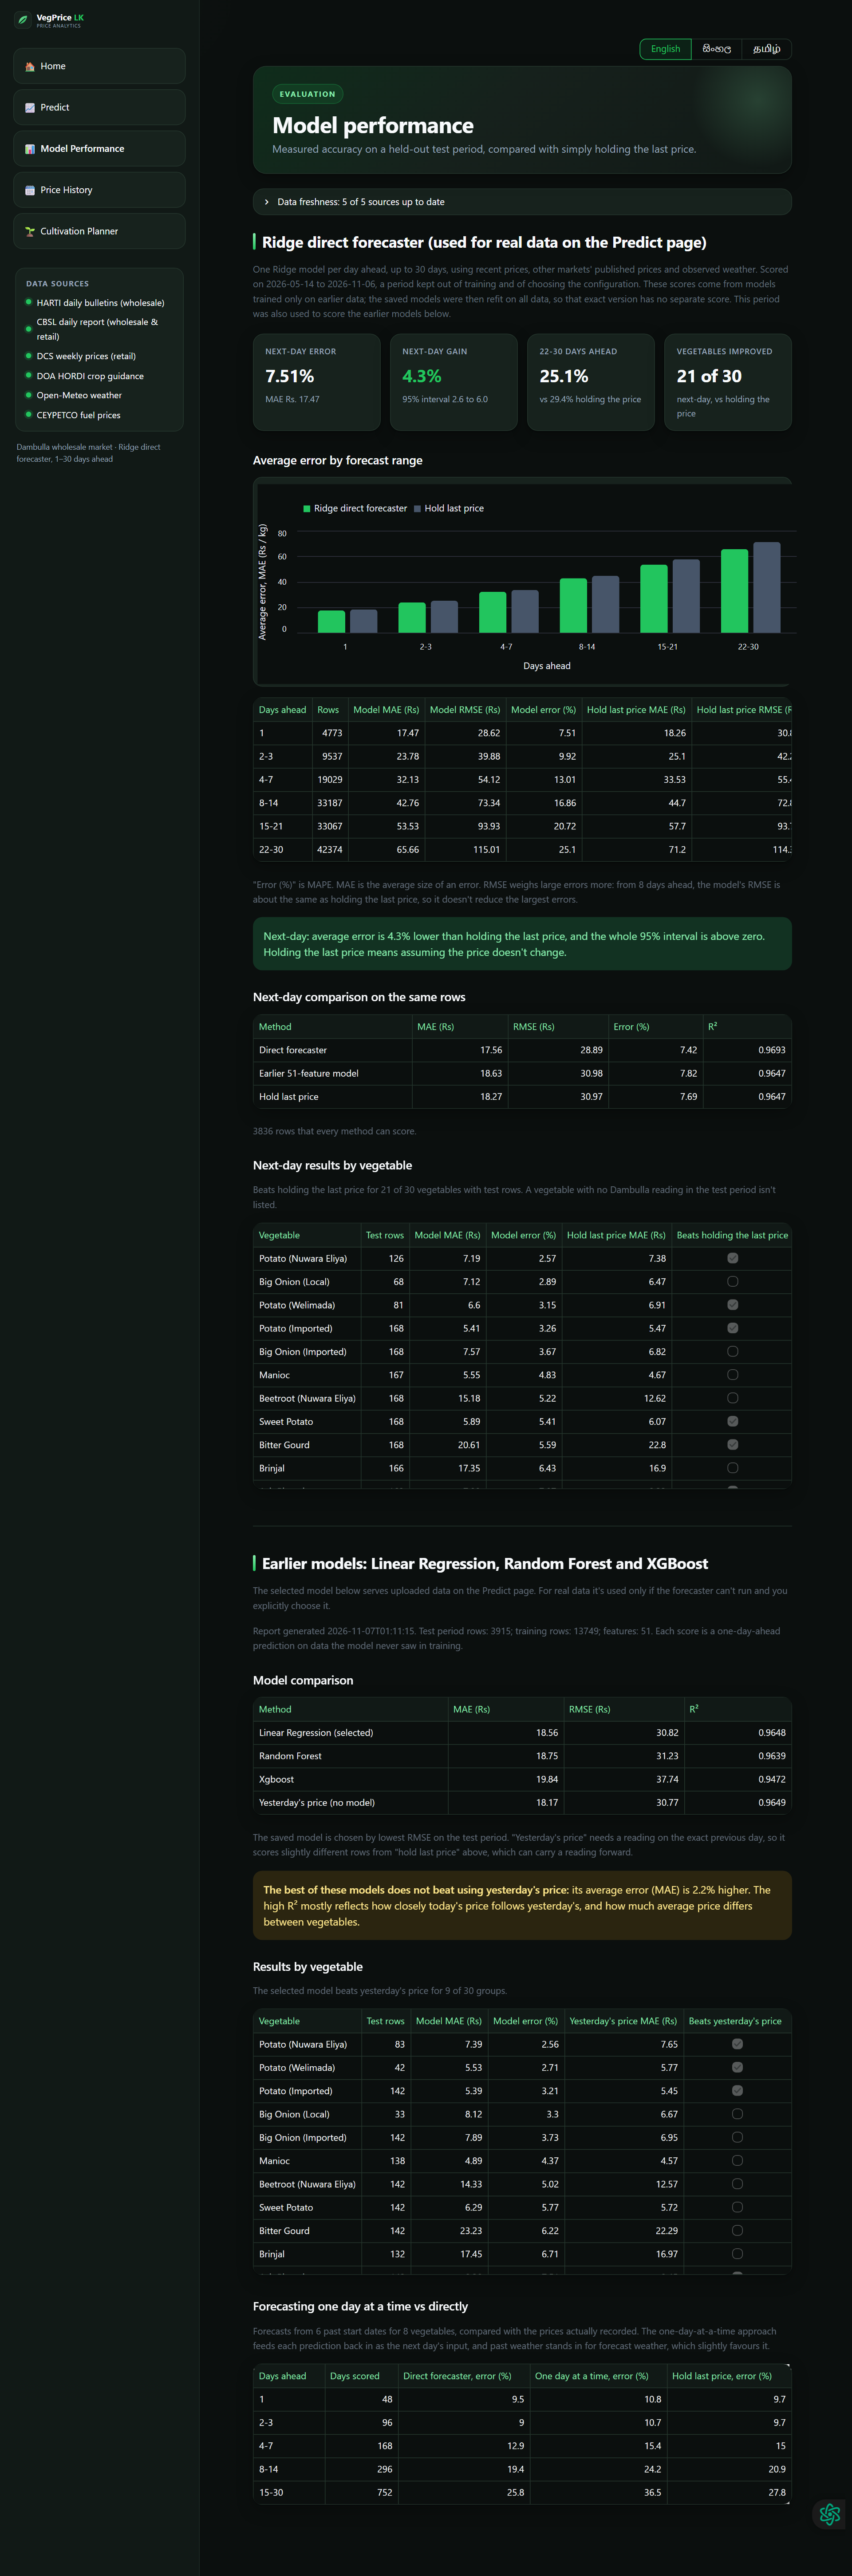 VegPrice LK
PRICE ANALYTICS
Home
Predict
Model Performance
Price History
Cultivation Planner
DATA SOURCES
HARTI daily bulletins (wholesale)
CBSL daily report (wholesale &
retail)
DCS weekly prices (retail)
DOA HORDI crop guidance
Open-Meteo weather
CEYPETCO fuel prices
Dambulla wholesale market · Ridge direct
forecaster, 1–30 days ahead
English සිංහල தமிழ்
EVALUATION
Model performance
Measured accuracy on a held-out test period, compared with simply holding the last price.
Data freshness: 5 of 5 sources up to date
Ridge direct forecaster (used for real data on the Predict page)
One Ridge model per day ahead, up to 30 days, using recent prices, other markets' published prices and observed weather. Scored
on 2026-05-14 to 2026-11-06, a period kept out of training and of choosing the configuration. These scores come from models
trained only on earlier data; the saved models were then refit on all data, so that exact version has no separate score. This period
was also used to score the earlier models below.
NEXT-DAY ERROR
7.51%
MAE Rs. 17.47
NEXT-DAY GAIN
4.3%
95% interval 2.6 to 6.0
22-30 DAYS AHEAD
25.1%
vs 29.4% holding the price
VEGETABLES IMPROVED
21 of 30
next-day, vs holding the
price
Average error by forecast range
Ridge direct forecaster Hold last price
Average error, MAE (Rs / kg)
80
60
40
20
0
1 2-3 4-7 8-14 15-21 22-30
Days ahead
Days ahead Rows Model MAE (Rs) Model RMSE (Rs) Model error (%) Hold last price MAE (Rs) Hold last price RMSE (R
1 4773 17.47 28.62 7.51 18.26 30.8
2-3 9537 23.78 39.88 9.92 25.1 42.2
4-7 19029 32.13 54.12 13.01 33.53 55.4
8-14 33187 42.76 73.34 16.86 44.7 72.8
15-21 33067 53.53 93.93 20.72 57.7 93.7
22-30 42374 65.66 115.01 25.1 71.2 114.3
"Error (%)" is MAPE. MAE is the average size of an error. RMSE weighs large errors more: from 8 days ahead, the model's RMSE is
about the same as holding the last price, so it doesn't reduce the largest errors.
Next-day: average error is 4.3% lower than holding the last price, and the whole 95% interval is above zero.
Holding the last price means assuming the price doesn't change.
Next-day comparison on the same rows
Method MAE (Rs) RMSE (Rs) Error (%) R²
Direct forecaster 17.56 28.89 7.42 0.9693
Earlier 51-feature model 18.63 30.98 7.82 0.9647
Hold last price 18.27 30.97 7.69 0.9647
3836 rows that every method can score.
Next-day results by vegetable
Beats holding the last price for 21 of 30 vegetables with test rows. A vegetable with no Dambulla reading in the test period isn't
listed.
Vegetable Test rows Model MAE (Rs) Model error (%) Hold last price MAE (Rs) Beats holding the last price
Potato (Nuwara Eliya) 126 7.19 2.57 7.38
Big Onion (Local) 68 7.12 2.89 6.47
Potato (Welimada) 81 6.6 3.15 6.91
Potato (Imported) 168 5.41 3.26 5.47
Big Onion (Imported) 168 7.57 3.67 6.82
Manioc 167 5.55 4.83 4.67
Beetroot (Nuwara Eliya) 168 15.18 5.22 12.62
Sweet Potato 168 5.89 5.41 6.07
Bitter Gourd 168 20.61 5.59 22.8
Brinjal 166 17.35 6.43 16.9
Earlier models: Linear Regression, Random Forest and XGBoost
The selected model below serves uploaded data on the Predict page. For real data it's used only if the forecaster can't run and you
explicitly choose it.
Report generated 2026-11-07T01:11:15. Test period rows: 3915; training rows: 13749; features: 51. Each score is a one-day-ahead
prediction on data the model never saw in training.
Model comparison
Method MAE (Rs) RMSE (Rs) R²
Linear Regression (selected) 18.56 30.82 0.9648
Random Forest 18.75 31.23 0.9639
Xgboost 19.84 37.74 0.9472
Yesterday's price (no model) 18.17 30.77 0.9649
The saved model is chosen by lowest RMSE on the test period. "Yesterday's price" needs a reading on the exact previous day, so it
scores slightly different rows from "hold last price" above, which can carry a reading forward.
The best of these models does not beat using yesterday's price: its average error (MAE) is 2.2% higher. The
high R² mostly reflects how closely today's price follows yesterday's, and how much average price differs
between vegetables.
Results by vegetable
The selected model beats yesterday's price for 9 of 30 groups.
Vegetable Test rows Model MAE (Rs) Model error (%) Yesterday's price MAE (Rs) Beats yesterday's price
Potato (Nuwara Eliya) 83 7.39 2.56 7.65
Potato (Welimada) 42 5.53 2.71 5.77
Potato (Imported) 142 5.39 3.21 5.45
Big Onion (Local) 33 8.12 3.3 6.67
Big Onion (Imported) 142 7.89 3.73 6.95
Manioc 138 4.89 4.37 4.57
Beetroot (Nuwara Eliya) 142 14.33 5.02 12.57
Sweet Potato 142 6.29 5.77 5.72
Bitter Gourd 142 23.23 6.22 22.29
Brinjal 132 17.45 6.71 16.97
Forecasting one day at a time vs directly
Forecasts from 6 past start dates for 8 vegetables, compared with the prices actually recorded. The one-day-at-a-time approach
feeds each prediction back in as the next day's input, and past weather stands in for forecast weather, which slightly favours it.
Days ahead Days scored Direct forecaster, error (%) One day at a time, error (%) Hold last price, error (%)
1 48 9.5 10.8 9.7
2-3 96 9 10.7 9.7
4-7 168 12.9 15.4 15
8-14 296 19.4 24.2 20.9
15-30 752 25.8 36.5 27.8